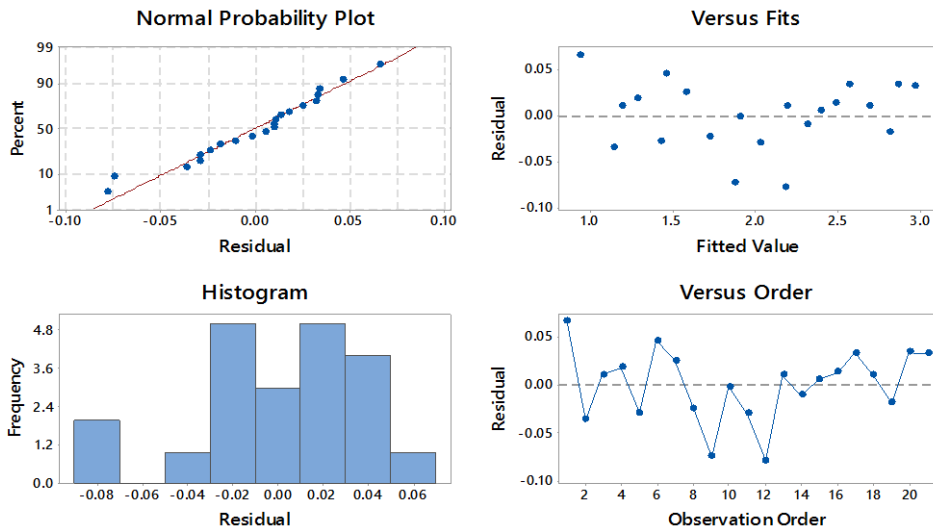 Normal Probability Plot
99
90
50
10
1
Percent
-0.10 -0.05 0.00 0.05 0.10
Residual
Versus Fits
0.05
0.00
-0.05
-0.10
Residual
1.0 1.5 2.0 2.5 3.0
Fitted Value
Histogram
4.8
3.6
2.4
1.2
0.0
Frequency
-0.08 -0.06 -0.04 -0.02 0.00 0.02 0.04 0.06
Residual
Versus Order
0.05
0.00
-0.05
-0.10
Residual
2 4 6 8 10 12 14 16 18 20
Observation Order